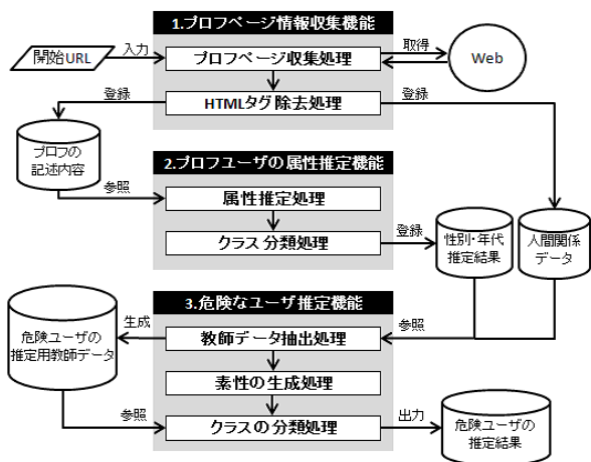 1.プロフページ情報収集機能
開始URL
入力
プロフページ収集処理
取得
Web
登録
HTMLタグ除去処理
登録
プロフの
記述内容
参照
2.プロフユーザの属性推定機能
属性推定処理
クラス分類処理
登録
性別・年代
推定結果
人間関係
データ
3.危険なユーザ推定機能
危険ユーザの
推定用教師データ
生成
教師データ抽出処理
参照
素性の生成処理
参照
クラスの分類処理
出力
危険ユーザの
推定結果